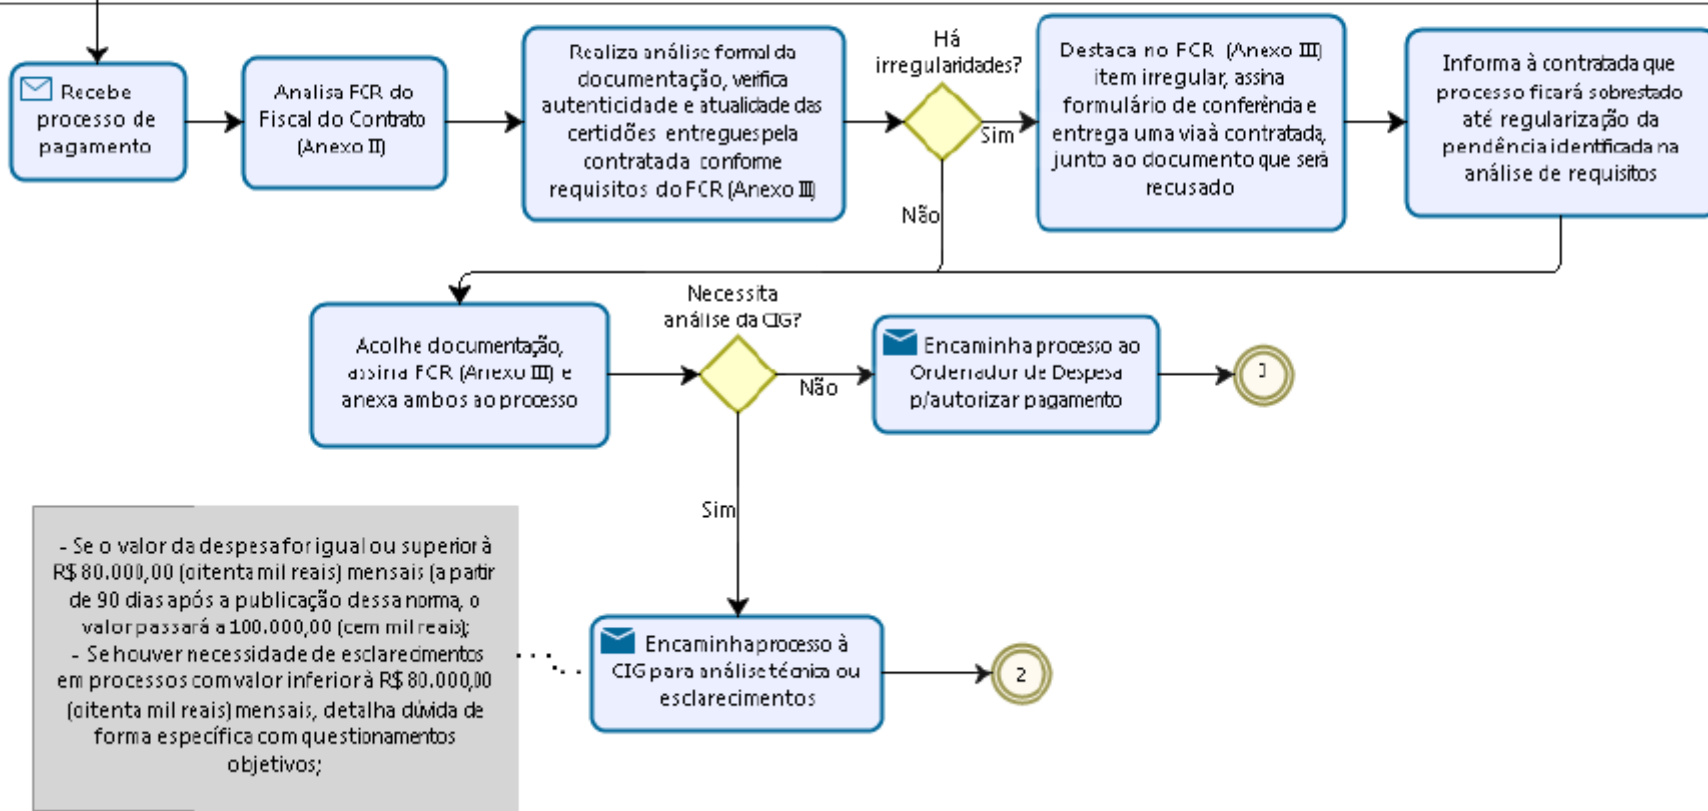 Recebe
processo de
pagamento
Analisa FCR do
Fiscal do Contrato
(Anexo II)
Realiza análise formal da
documentação, verifica
autenticidade e atualidade das
certidões entregues pela
contratada conforme
requisitos do FCR (Anexo III)
Há
irregularidades?
Sim
Não
Destaca no FCR (Anexo III)
item irregular, assina
formulário de conferência e
entrega uma via à contratada,
junto ao documento que será
recusado
Informa à contratada que
processo ficará sobrestado
até regularização da
pendência identificada na
análise de requisitos
Acolhe documentação,
assina FCR (Anexo III) e
anexa ambos ao processo
Necessita
análise da CIG?
Não
Sim
Encaminha processo ao
Ordenador de Despesa
p/autorizar pagamento
- Se o valor da despesa for igual ou superior à
R$ 80.000,00 (oitenta mil reais) mensais (a partir
de 90 dias após a publicação dessa norma, o
valor passará a 100.000,00 (cem mil reais);
- Se houver necessidade de esclarecimentos
em processos com valor inferior à R$ 80.000,00
(oitenta mil reais) mensais, detalha dúvida de
forma específica com questionamentos
objetivos;
Encaminha processo à
CIG para análise técnica ou
esclarecimentos
2